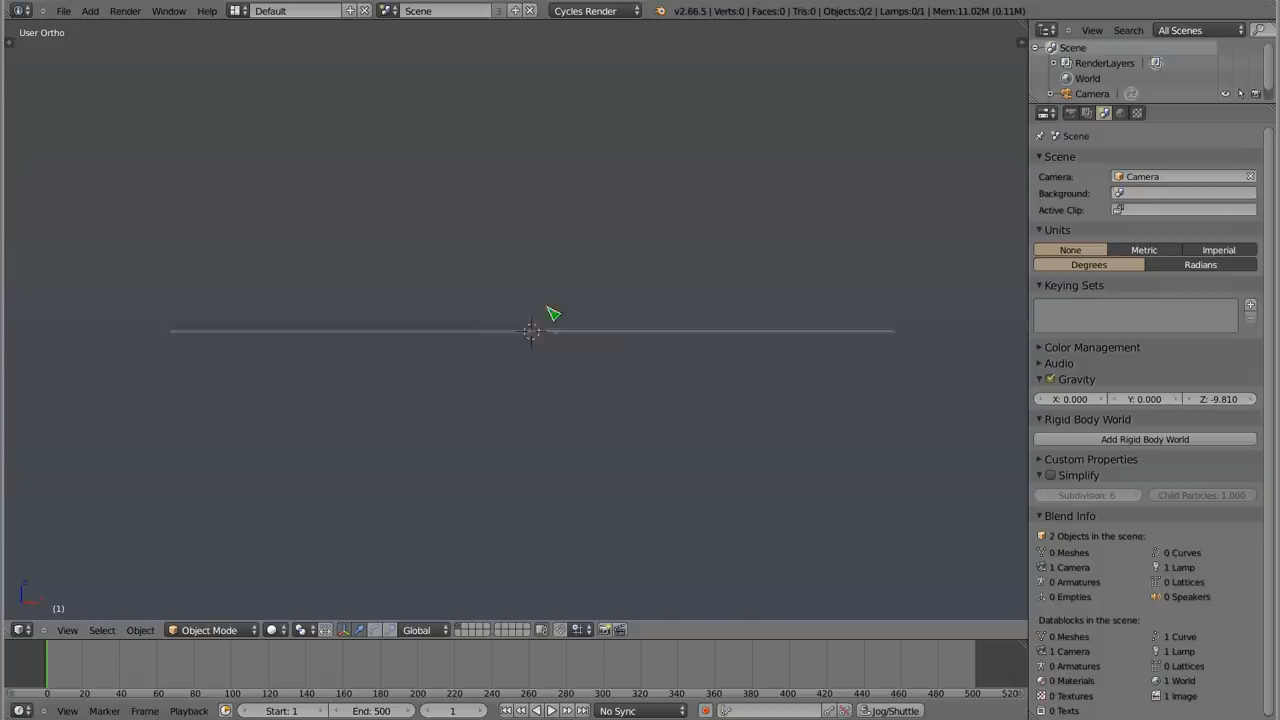 File Add Render Window Help Default Scene 3 Cycles Render v2.66.5 | Verts:0 | Faces:0 | Tris:0 | Objects:0/2 | Lamps:0/1 | Mem:11.02M (0.11M)
User Ortho
View Search All Scenes
Scene
RenderLayers
World
Camera
Scene
Scene
Camera: Camera
Background:
Active Clip:
Units
None Metric Imperial
Degrees Radians
Keying Sets
Color Management
Audio
Gravity
X: 0.000 Y: 0.000 Z: -9.810
Rigid Body World
Add Rigid Body World
Custom Properties
Simplify
Subdivision: 6 Child Particles: 1.000
Blend Info
2 Objects in the scene:
0 Meshes 0 Curves
1 Camera 1 Lamp
0 Armatures 0 Lattices
0 Empties 0 Speakers
Datablocks in the scene:
0 Meshes 1 Curve
1 Camera 1 Lamp
0 Armatures 0 Lattices
0 Materials 1 World
0 Textures 1 Image
0 Texts
(1)
View Select Object Object Mode Global
0 20 40 60 80 100 120 140 160 180 200 220 240 260 280 300 320 340 360 380 400 420 440 460 480 500 520
View Marker Frame Playback Start: 1 End: 500 1 No Sync Jog/Shuttle